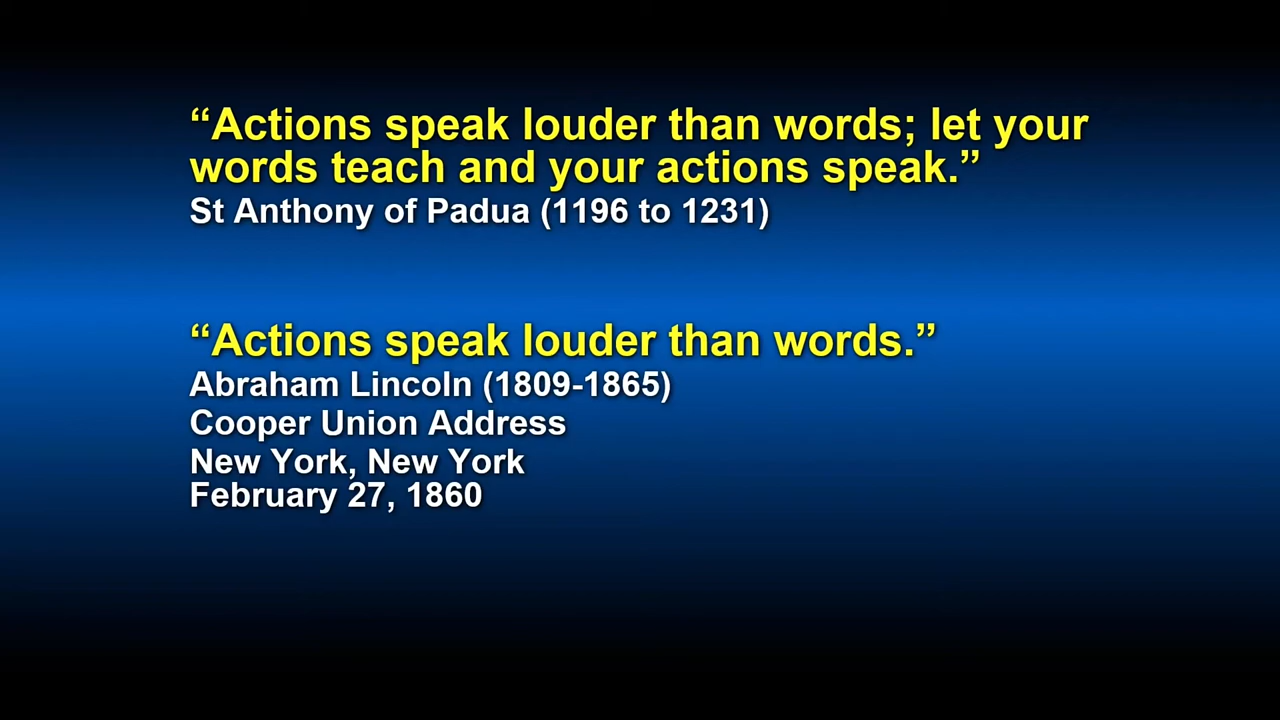 “Actions speak louder than words; let your
words teach and your actions speak.”
St Anthony of Padua (1196 to 1231)
“Actions speak louder than words.”
Abraham Lincoln (1809-1865)
Cooper Union Address
New York, New York
February 27, 1860